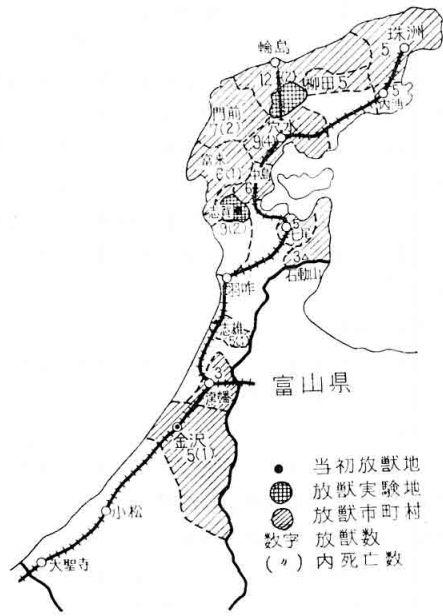 珠洲
5
輪島
12(2)
柳田5
門前
7(2)
5
内浦
穴水
9(4)
富来
6(1)
中島
6
志賀
9(2)
5
七尾
3
石動山
羽咋
志雄
3
津幡
富山県
金沢
5(1)
小松
大聖寺
当初放獣地
放獣実験地
放獣市町村
数字 放獣数
(〃) 内死亡数